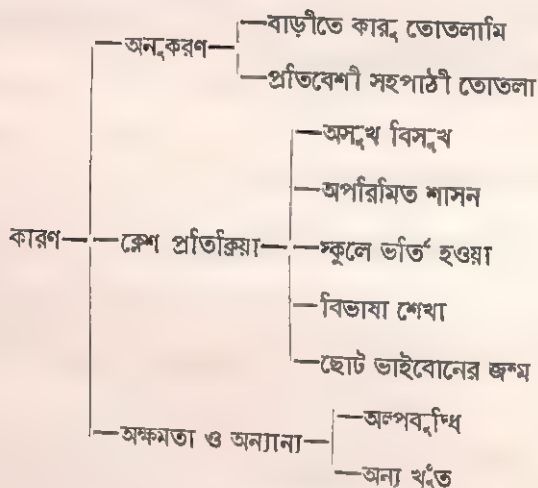 বাড়ীতে কারু তোতলামি
অনুকরণ
প্রতিবেশী সহপাঠী তোতলা
অসুখ বিসুখ
অপরিমিত শাসন
কারণ ক্লেশ প্রতিক্রিয়া স্কুলে ভর্তি হওয়া
বিভাষা শেখা
ছোট ভাইবোনের জন্ম
অল্পবুদ্ধি
অক্ষমতা ও অন্যান্য
অন্য খুঁত